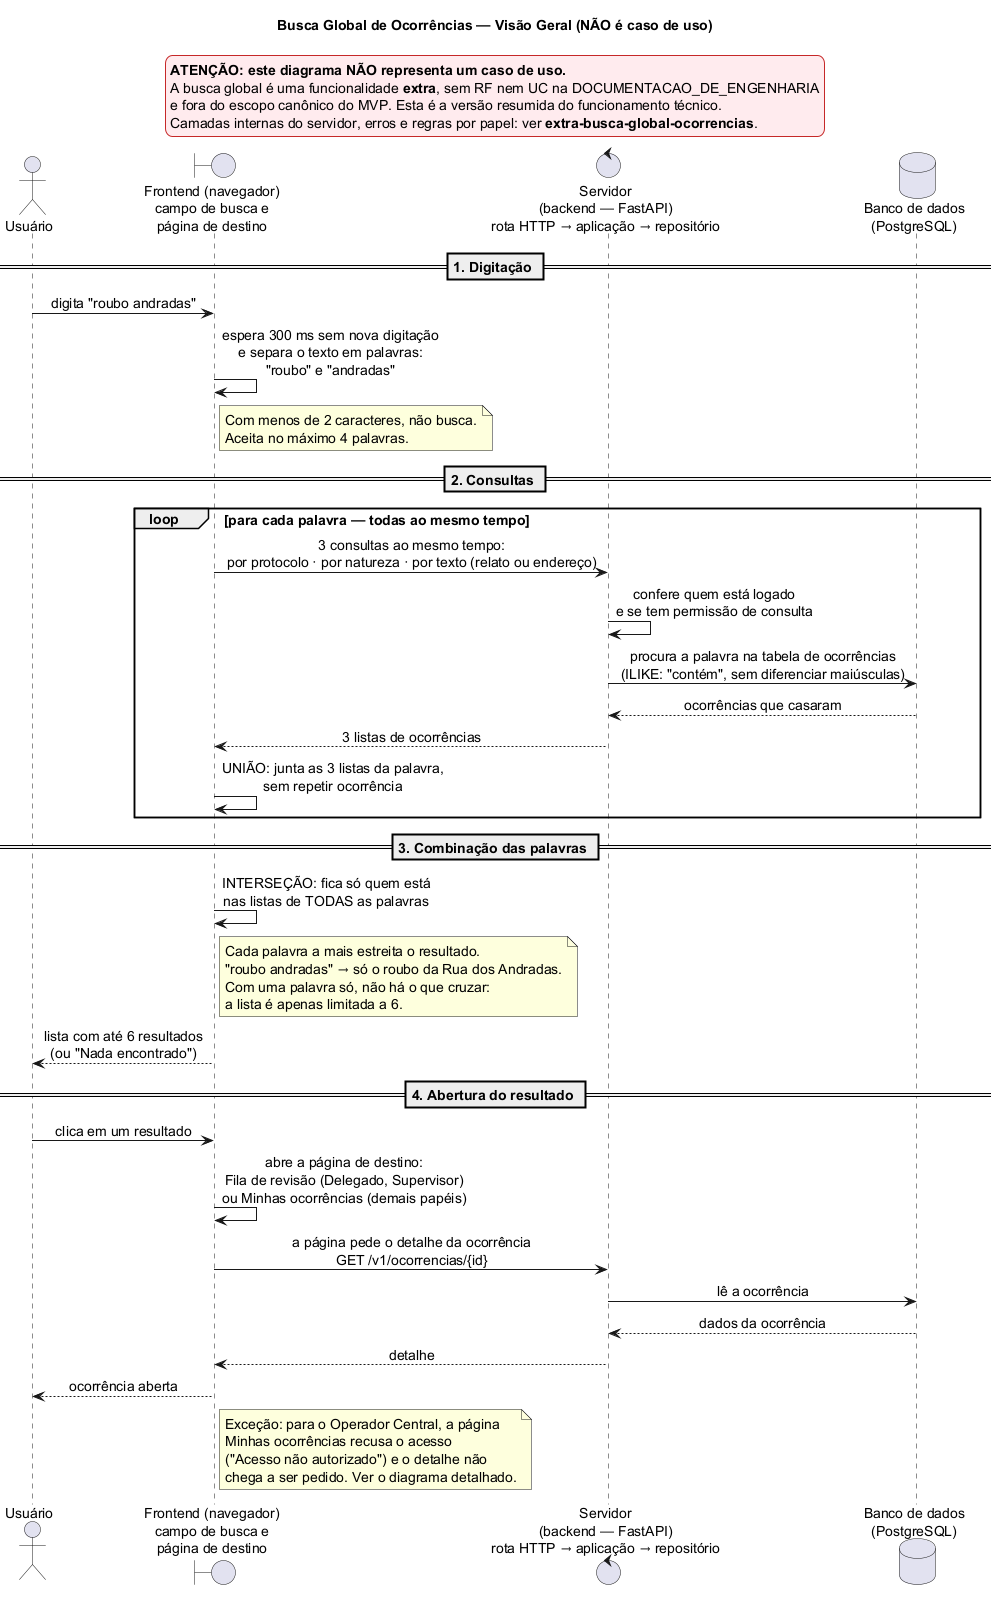 Busca Global de Ocorrências — Visão Geral (NÃO é caso de uso)
ATENÇÃO: este diagrama NÃO representa um caso de uso.
A busca global é uma funcionalidade extra, sem RF nem UC na DOCUMENTACAO_DE_ENGENHARIA
e fora do escopo canônico do MVP. Esta é a versão resumida do funcionamento técnico.
Camadas internas do servidor, erros e regras por papel: ver extra-busca-global-ocorrencias.
Usuário
Frontend (navegador)
campo de busca e
página de destino
Servidor
(backend — FastAPI)
rota HTTP → aplicação → repositório
Banco de dados
(PostgreSQL)
1. Digitação
digita "roubo andradas"
espera 300 ms sem nova digitação
e separa o texto em palavras:
"roubo" e "andradas"
Com menos de 2 caracteres, não busca.
Aceita no máximo 4 palavras.
2. Consultas
loop
[para cada palavra — todas ao mesmo tempo]
3 consultas ao mesmo tempo:
por protocolo · por natureza · por texto (relato ou endereço)
confere quem está logado
e se tem permissão de consulta
procura a palavra na tabela de ocorrências
(ILIKE: "contém", sem diferenciar maiúsculas)
ocorrências que casaram
3 listas de ocorrências
UNIÃO: junta as 3 listas da palavra,
sem repetir ocorrência
3. Combinação das palavras
INTERSEÇÃO: fica só quem está
nas listas de TODAS as palavras
Cada palavra a mais estreita o resultado.
"roubo andradas" → só o roubo da Rua dos Andradas.
Com uma palavra só, não há o que cruzar:
a lista é apenas limitada a 6.
lista com até 6 resultados
(ou "Nada encontrado")
4. Abertura do resultado
clica em um resultado
abre a página de destino:
Fila de revisão (Delegado, Supervisor)
ou Minhas ocorrências (demais papéis)
a página pede o detalhe da ocorrência
GET /v1/ocorrencias/{id}
lê a ocorrência
dados da ocorrência
detalhe
ocorrência aberta
Exceção: para o Operador Central, a página
Minhas ocorrências recusa o acesso
("Acesso não autorizado") e o detalhe não
chega a ser pedido. Ver o diagrama detalhado.
Usuário
Frontend (navegador)
campo de busca e
página de destino
Servidor
(backend — FastAPI)
rota HTTP → aplicação → repositório
Banco de dados
(PostgreSQL)